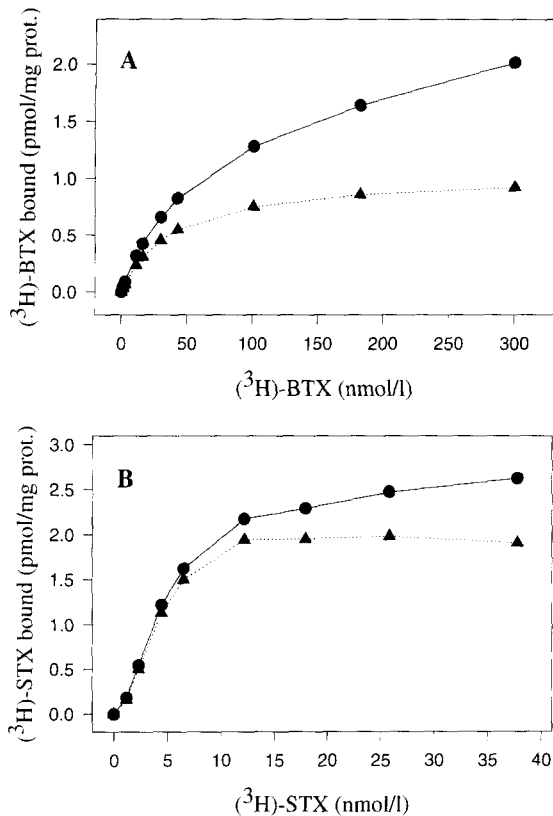 A
(³H)-BTX bound (pmol/mg prot.)
2.0
1.5
1.0
0.5
0.0
0 50 100 150 200 250 300
(³H)-BTX (nmol/l)
B
(³H)-STX bound (pmol/mg prot.)
3.0
2.5
2.0
1.5
1.0
0.5
0.0
0 5 10 15 20 25 30 35 40
(³H)-STX (nmol/l)